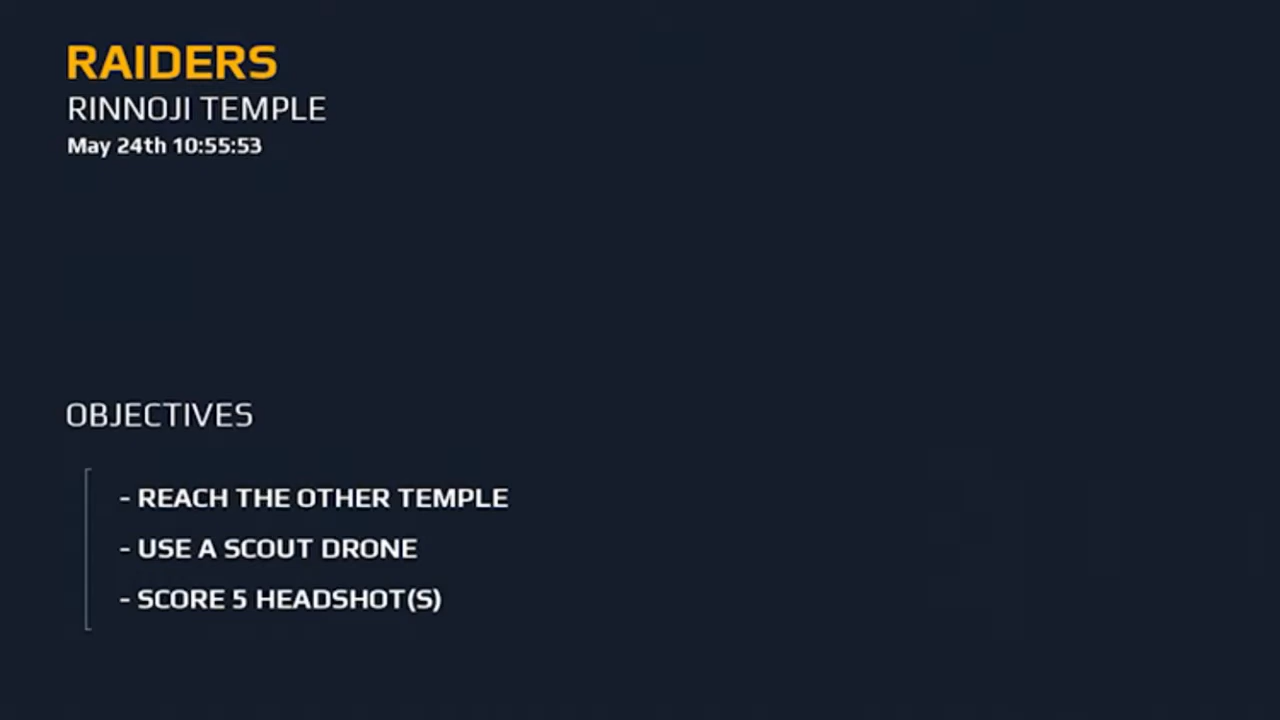 RAIDERS
RINNOJI TEMPLE
May 24th 10:55:53
OBJECTIVES
- REACH THE OTHER TEMPLE
- USE A SCOUT DRONE
- SCORE 5 HEADSHOT(S)